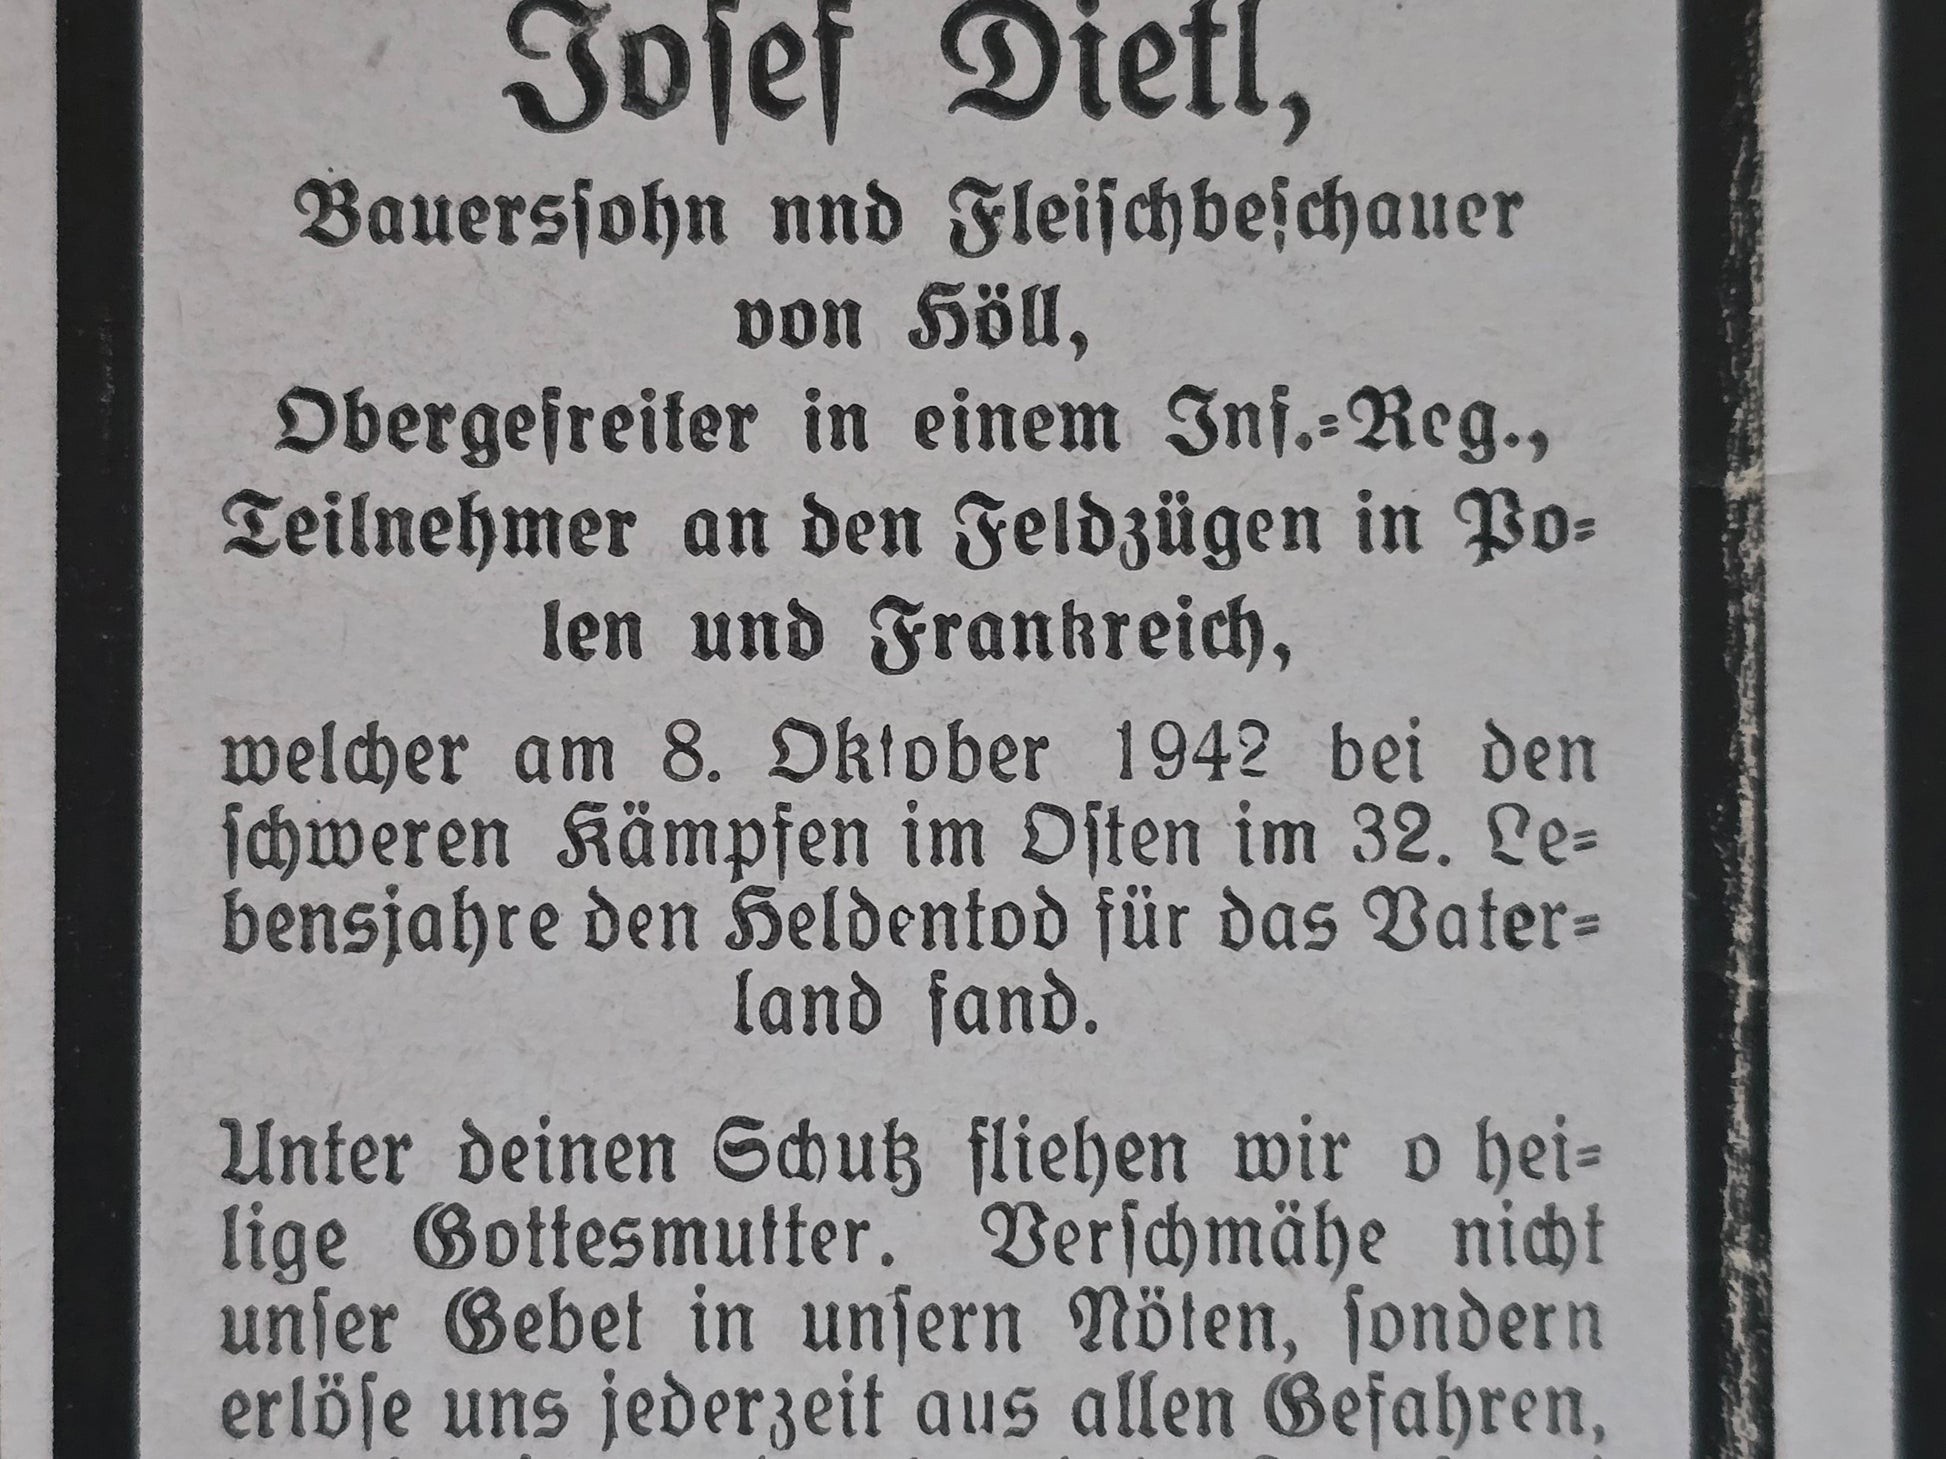 Josef Dietl,
Bauerssohn nnd Fleischbeschauer
von Höll,
Obergefreiter in einem Inf.-Reg.,
Teilnehmer an den Feldzügen in Po-
len und Frankreich,
welcher am 8. Oktober 1942 bei den
schweren Kämpfen im Osten im 32. Le-
bensjahre den Heldentod für das Vater-
land fand.
Unter deinen Schutz fliehen wir o hei-
lige Gottesmutter. Verschmähe nicht
unser Gebet in unsern Nöten, sondern
erlöse uns jederzeit aus allen Gefahren,